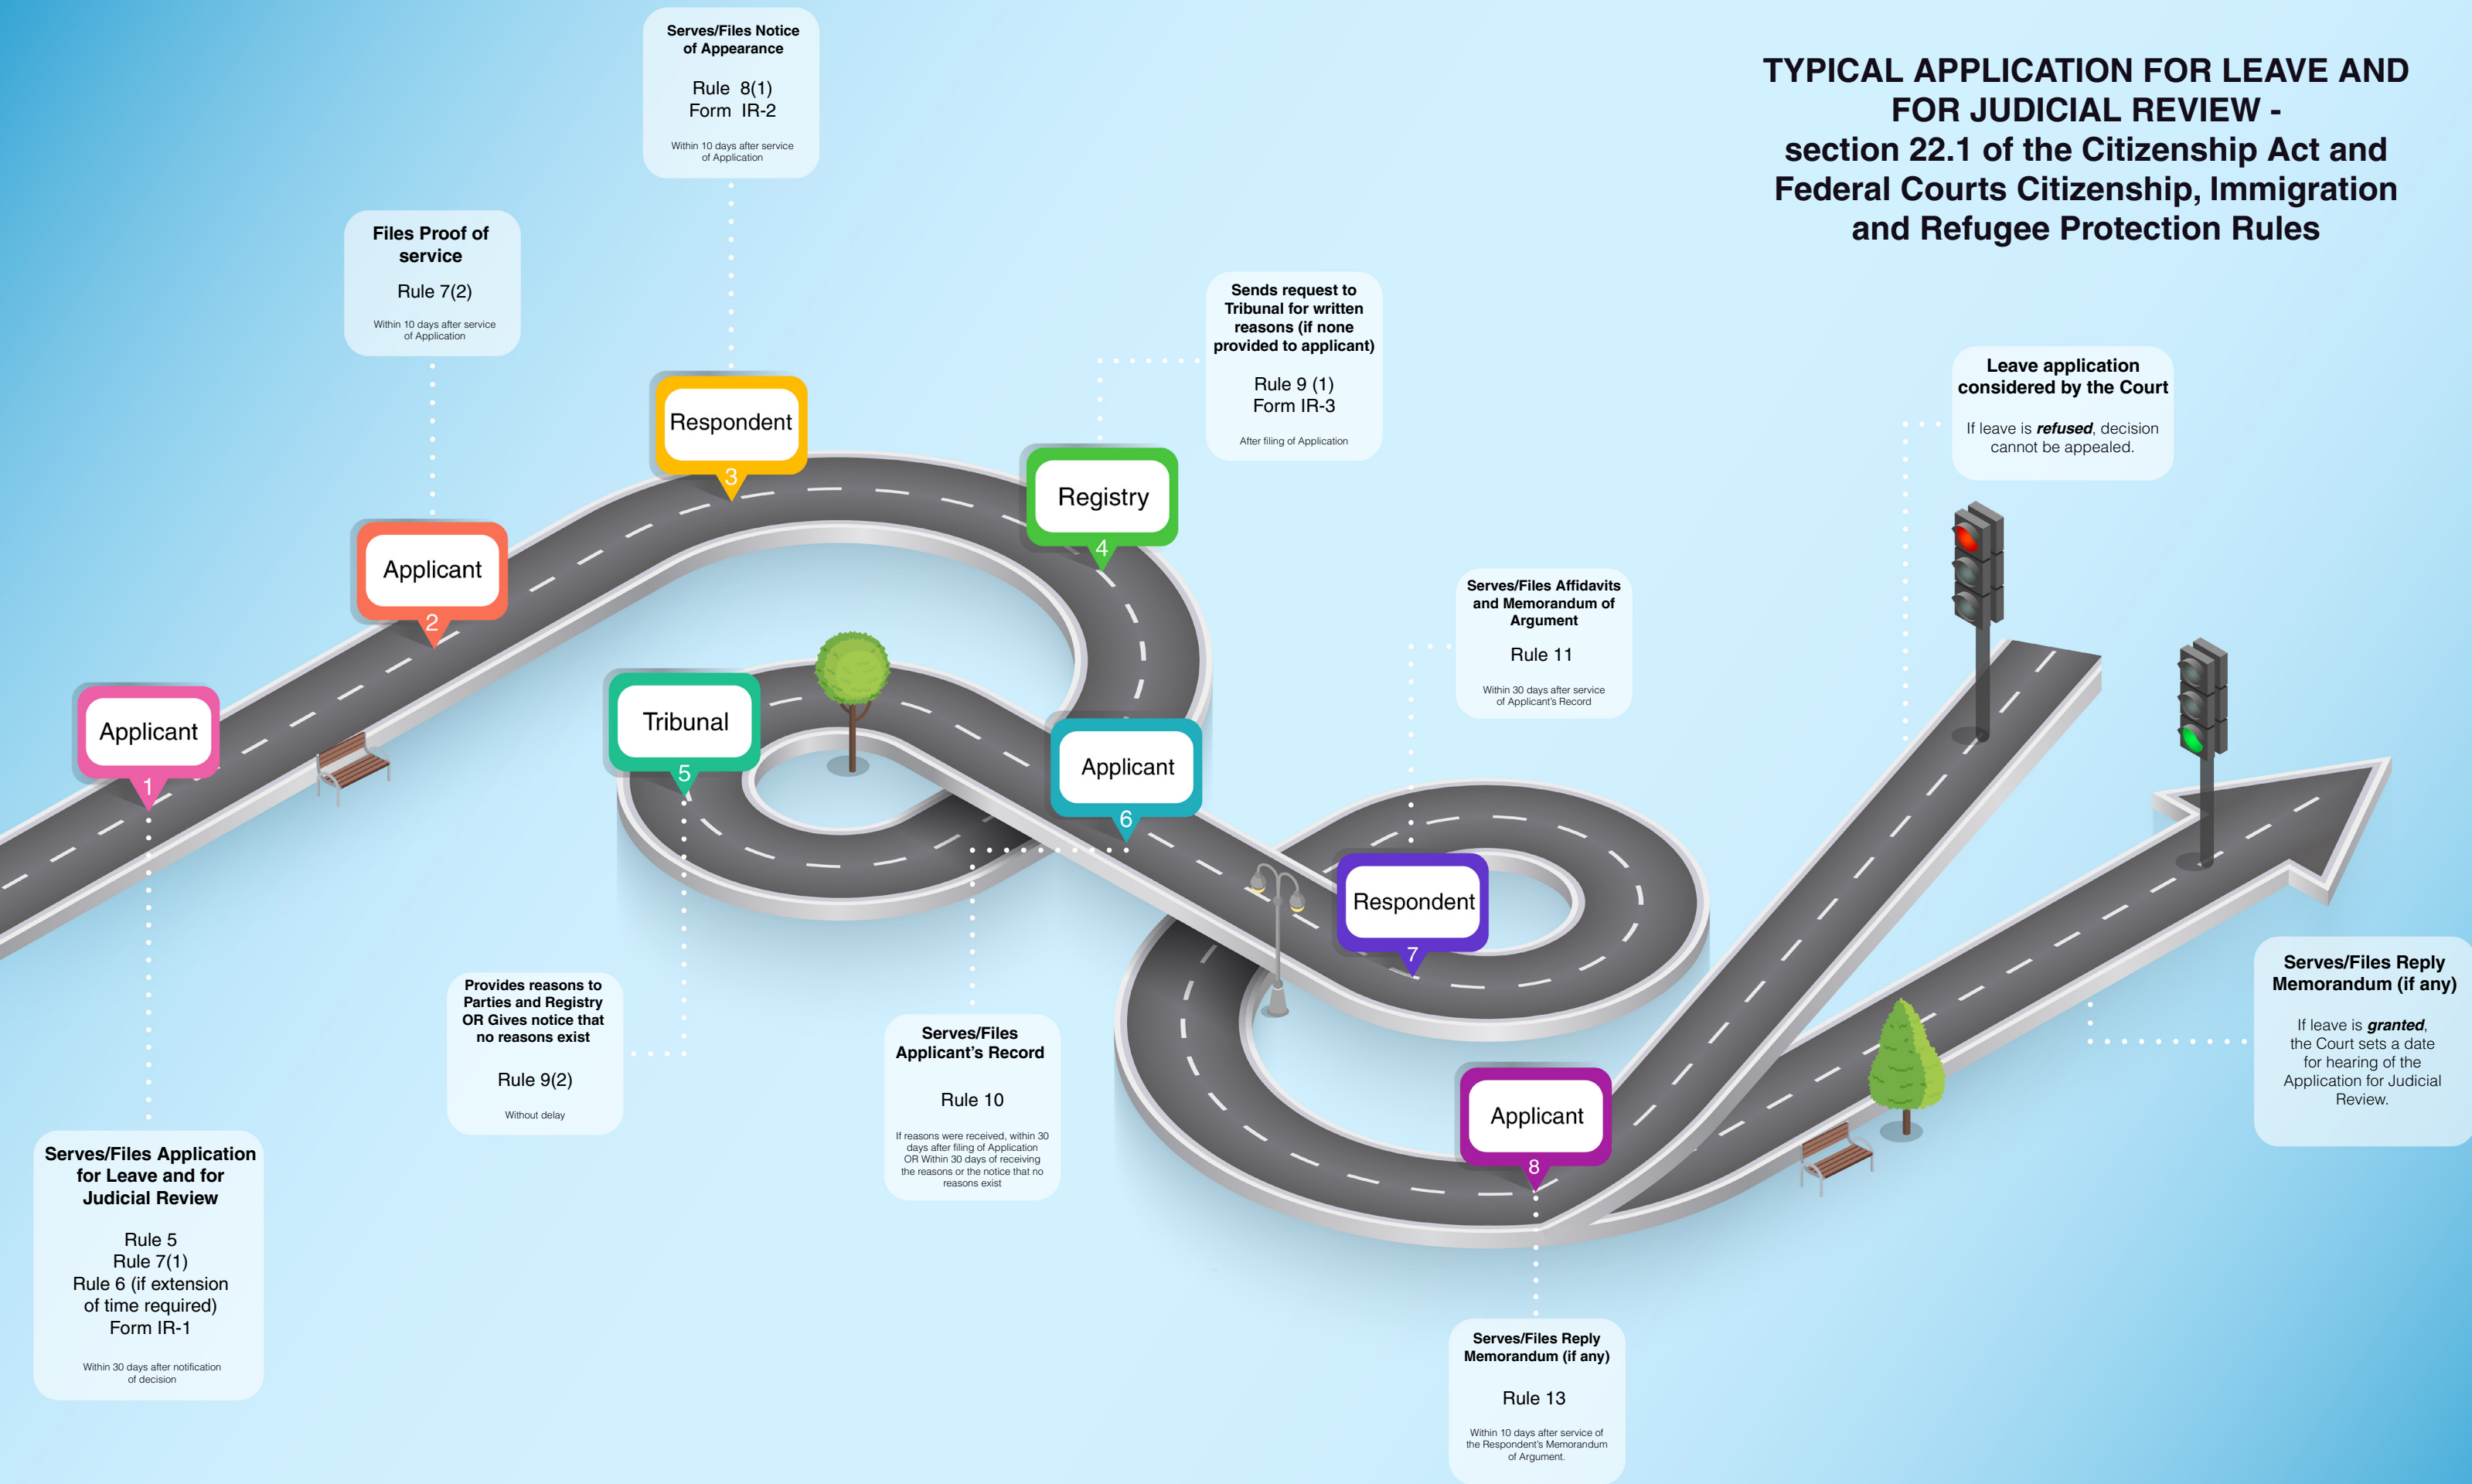 TYPICAL APPLICATION FOR LEAVE AND
FOR JUDICIAL REVIEW -
section 22.1 of the Citizenship Act and
Federal Courts Citizenship, Immigration
and Refugee Protection Rules
Applicant
1
Serves/Files Application
for Leave and for
Judicial Review
Rule 5
Rule 7(1)
Rule 6 (if extension
of time required)
Form IR-1
Within 30 days after notification
of decision
Applicant
2
Files Proof of
service
Rule 7(2)
Within 10 days after service
of Application
Respondent
3
Serves/Files Notice
of Appearance
Rule 8(1)
Form IR-2
Within 10 days after service
of Application
Registry
4
Sends request to
Tribunal for written
reasons (if none
provided to applicant)
Rule 9 (1)
Form IR-3
After filing of Application
Tribunal
5
Provides reasons to
Parties and Registry
OR Gives notice that
no reasons exist
Rule 9(2)
Without delay
Applicant
6
Serves/Files
Applicant's Record
Rule 10
If reasons were received, within 30
days after filing of Application
OR Within 30 days of receiving
the reasons or the notice that no
reasons exist
Respondent
7
Serves/Files Affidavits
and Memorandum of
Argument
Rule 11
Within 30 days after service
of Applicant's Record
Applicant
8
Serves/Files Reply
Memorandum (if any)
Rule 13
Within 10 days after service of
the Respondent's Memorandum
of Argument.
Leave application
considered by the Court
If leave is refused, decision
cannot be appealed.
Serves/Files Reply
Memorandum (if any)
If leave is granted,
the Court sets a date
for hearing of the
Application for Judicial
Review.